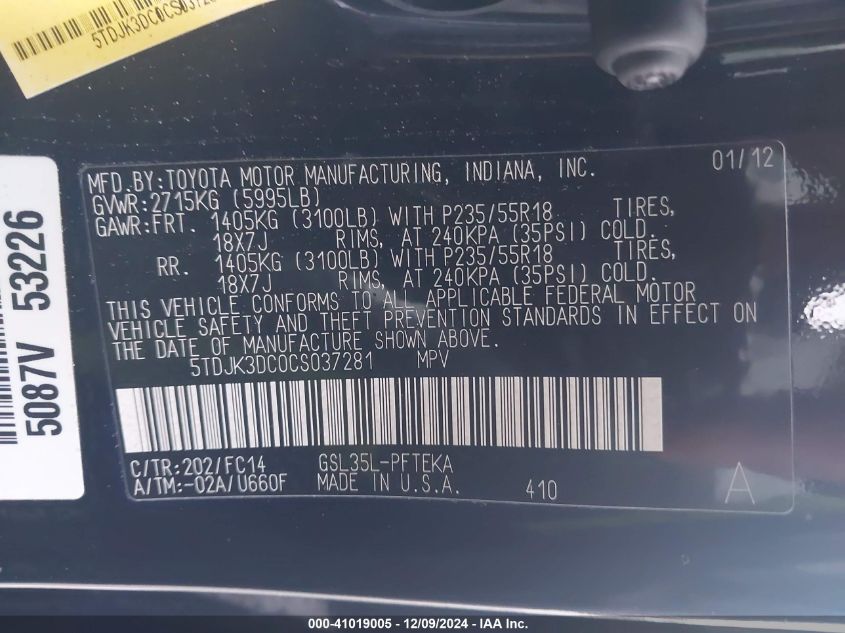 5TDJK3DC0CS0372
5087V 53226
MFD.BY:TOYOTA MOTOR MANUFACTURING, INDIANA, INC. 01/12
GVWR:2715KG (5995LB)
GAWR:FRT. 1405KG (3100LB) WITH P235/55R18 TIRES,
18X7J RIMS, AT 240KPA (35PSI) COLD.
RR. 1405KG (3100LB) WITH P235/55R18 TIRES,
18X7J RIMS, AT 240KPA (35PSI) COLD.
THIS VEHICLE CONFORMS TO ALL APPLICABLE FEDERAL MOTOR
VEHICLE SAFETY AND THEFT PREVENTION STANDARDS IN EFFECT ON
THE DATE OF MANUFACTURE SHOWN ABOVE.
5TDJK3DC0CS037281 MPV
C/TR:202/FC14 GSL35L-PFTEKA
A/TM:-02A/U660F MADE IN U.S.A. 410 A
000-41019005 - 12/09/2024 - IAA Inc.